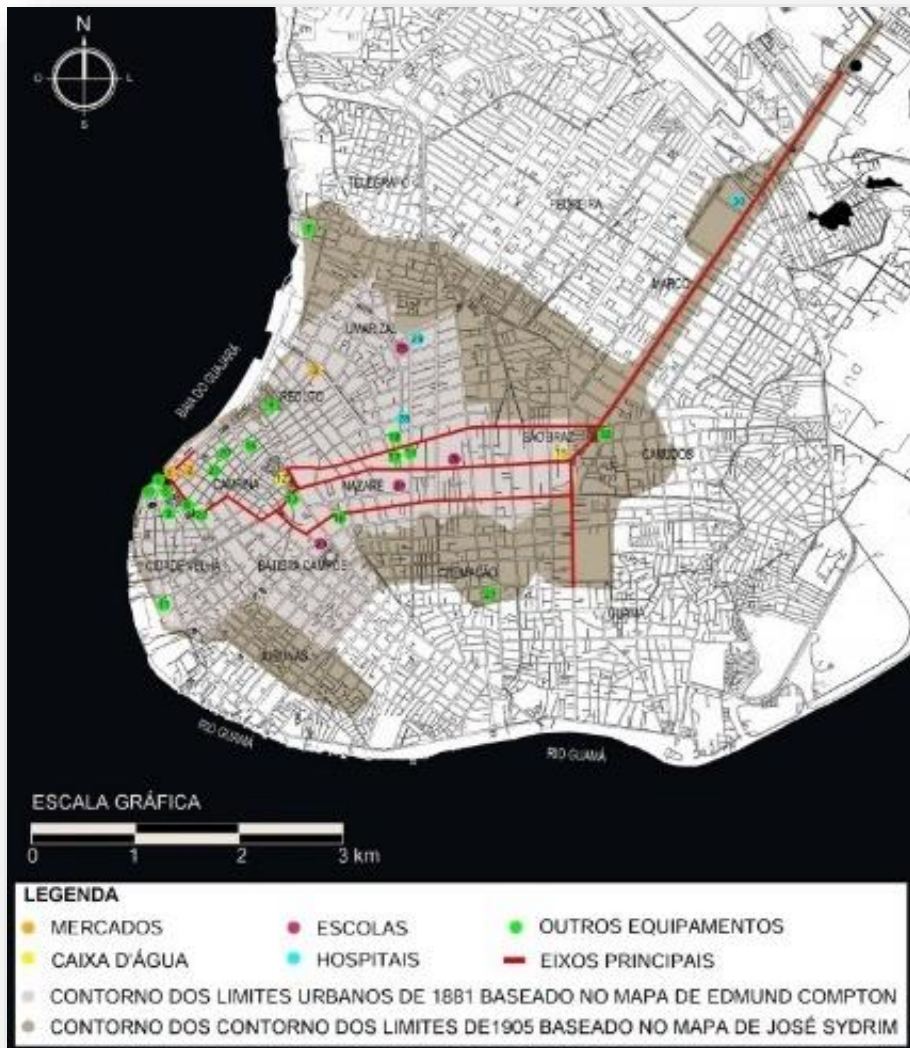 N
O L
S
TELEGRAFO
PEDREIRA
MARCO
UMARIZAL
BAIA DO GUAJARÁ
REDUTO
SÃO BRAZ
CANUDOS
CAMPINA
NAZARÉ
CIDADE VELHA
BATISTA CAMPOS
CREMAÇÃO
GUAMA
JURUNAS
RIO GUAMÁ
RIO GUAMÁ
ESCALA GRÁFICA
0 1 2 3 km
LEGENDA
MERCADOS ESCOLAS OUTROS EQUIPAMENTOS
CAIXA D'ÁGUA HOSPITAIS EIXOS PRINCIPAIS
CONTORNO DOS LIMITES URBANOS DE 1881 BASEADO NO MAPA DE EDMUND COMPTON
CONTORNO DOS CONTORNO DOS LIMITES DE1905 BASEADO NO MAPA DE JOSÉ SYDRIM